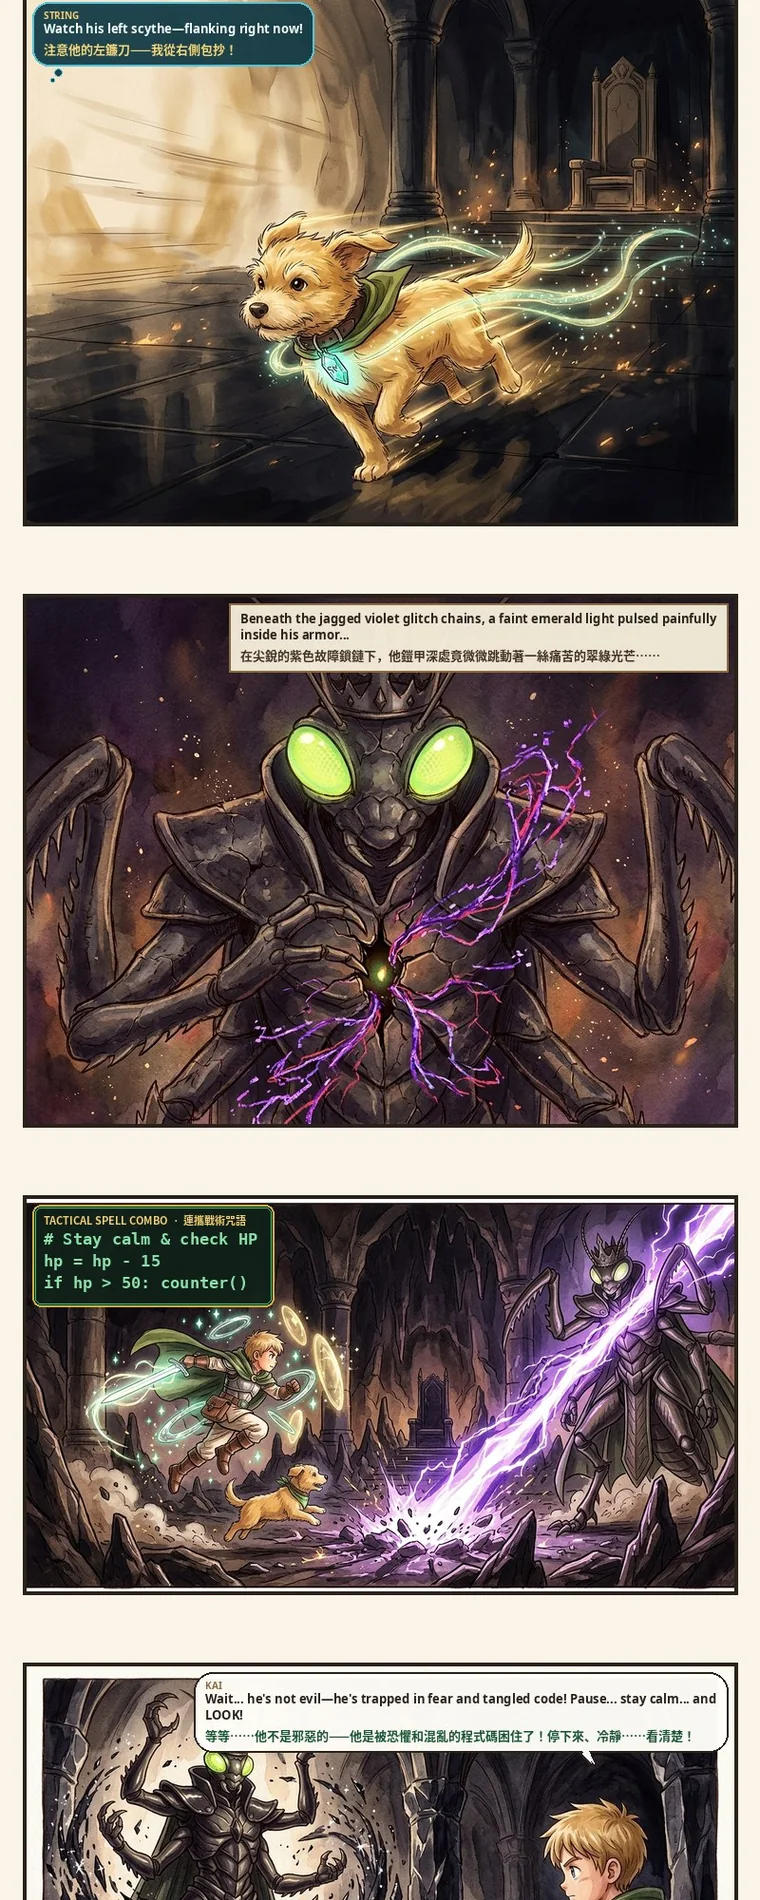 STRING
Watch his left scythe—flanking right now!
注意他的左鐮刀——我從右側包抄！
Beneath the jagged violet glitch chains, a faint emerald light pulsed painfully
inside his armor...
在尖銳的紫色故障鎖鏈下，他鎧甲深處竟微微跳動著一絲痛苦的翠綠光芒……
TACTICAL SPELL COMBO · 連攜戰術咒語
# Stay calm & check HP
hp = hp - 15
if hp > 50: counter()
KAI
Wait... he's not evil—he's trapped in fear and tangled code! Pause... stay calm... and
LOOK!
等等……他不是邪惡的——他是被恐懼和混亂的程式碼困住了！停下來、冷靜……看清楚！